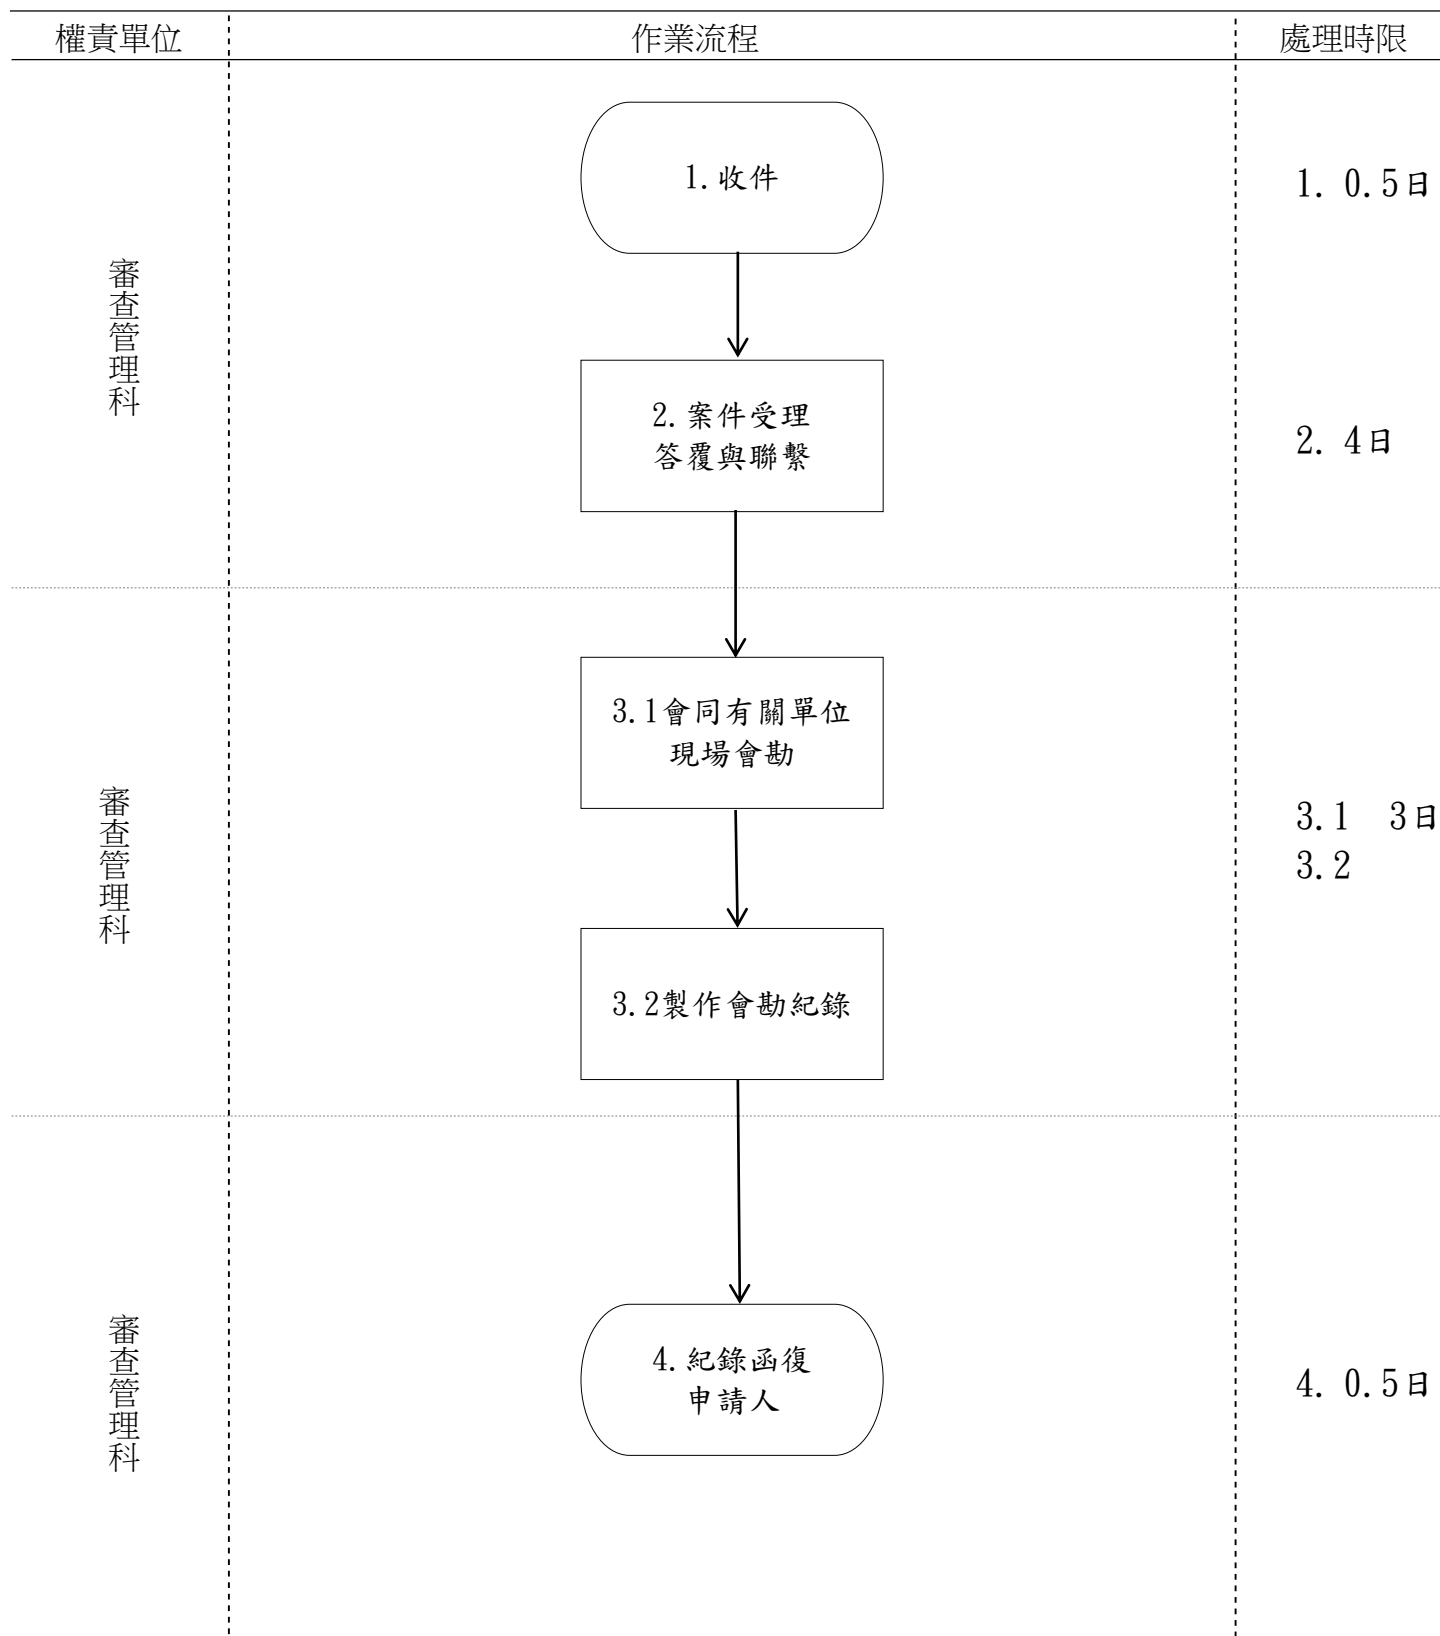 權責單位
作業流程
處理時限
審查管理科
1.收件
1. 0.5日
2.案件受理
答覆與聯繫
2. 4日
審查管理科
3.1會同有關單位
現場會勘
3.1 3日
3.2
3.2製作會勘紀錄
審查管理科
4.紀錄函復
申請人
4. 0.5日